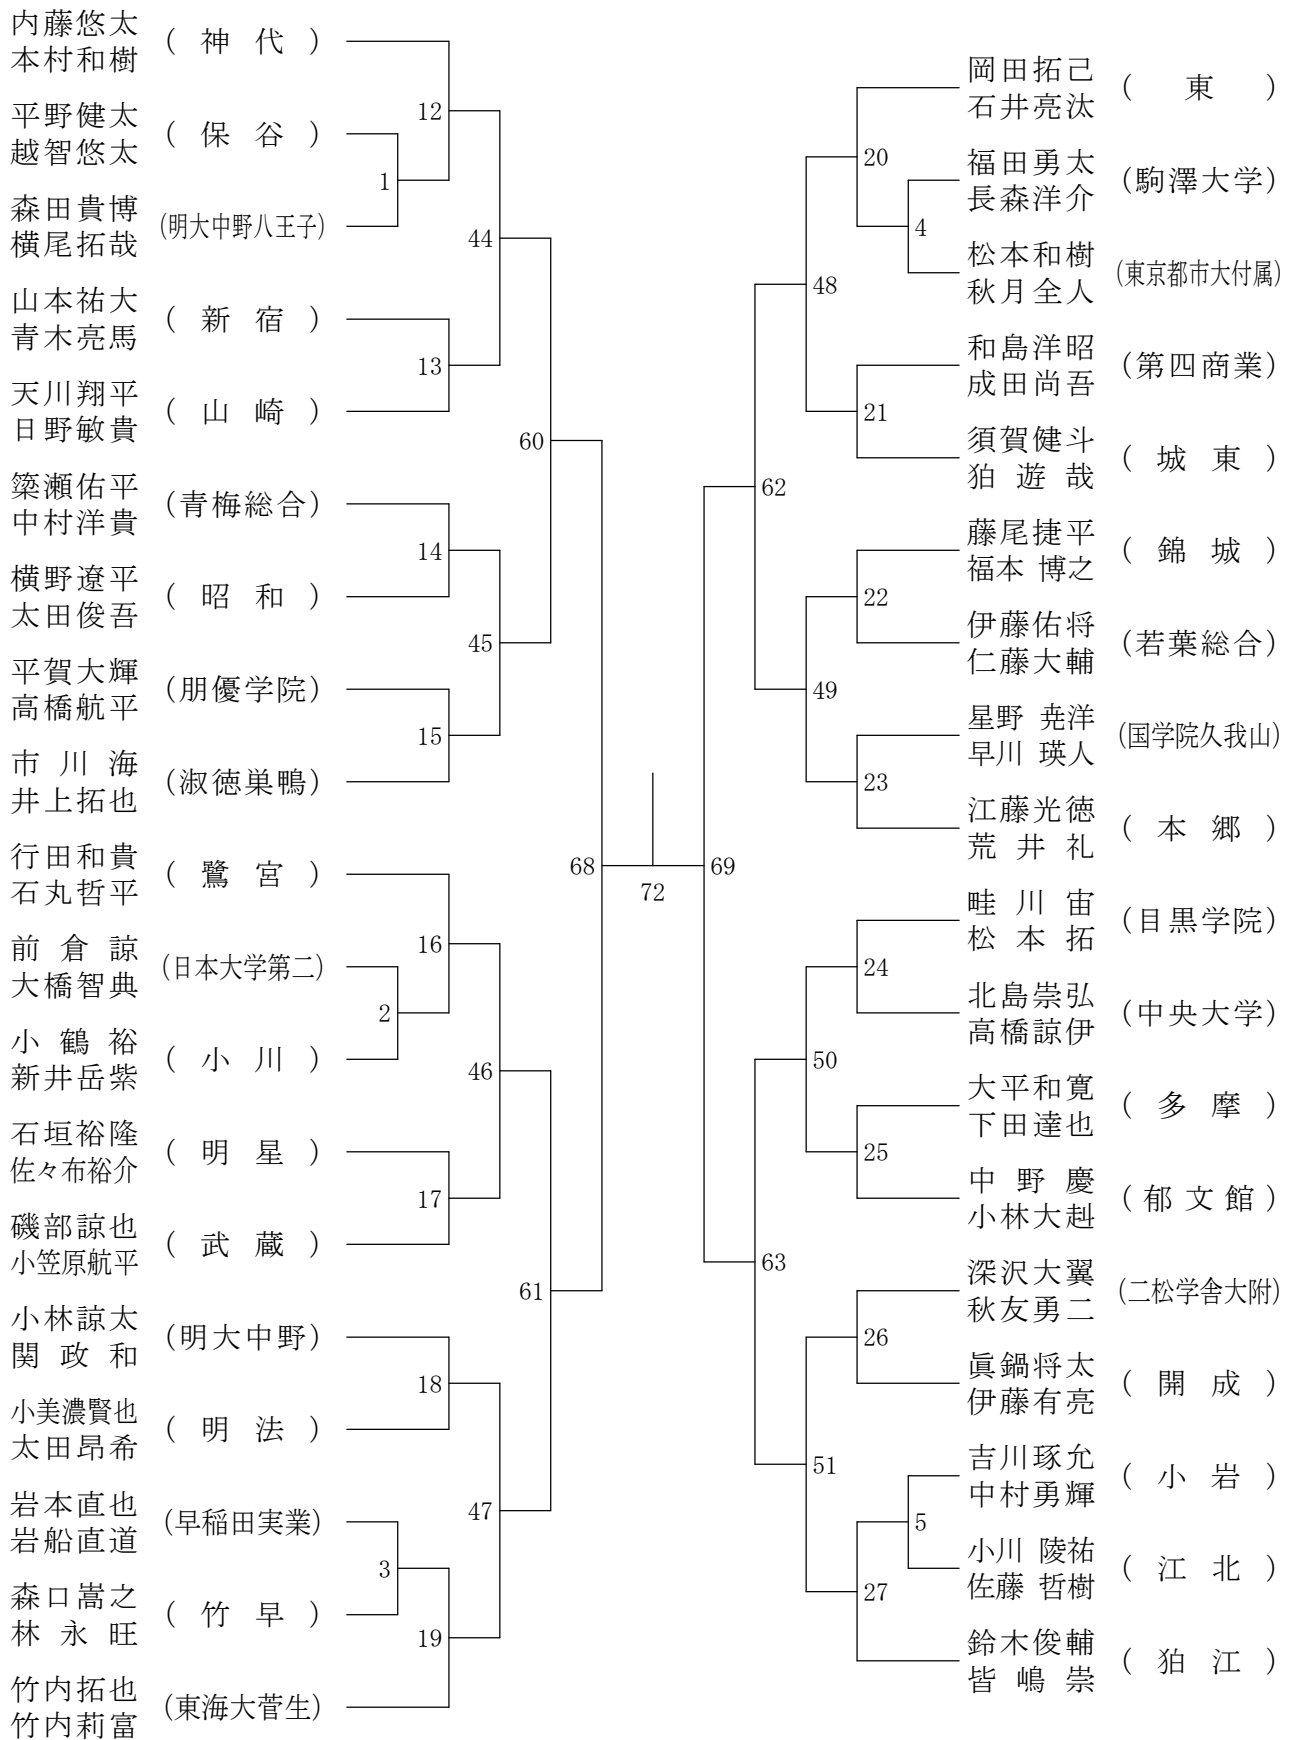 内藤悠太
本村和樹
(神代)
平野健太
越智悠太
(保谷)
森田貴博
横尾拓哉
(明大中野八王子)
山本祐大
青木亮馬
(新宿)
天川翔平
日野敏貴
(山崎)
簗瀬佑平
中村洋貴
(青梅総合)
横野遼平
太田俊吾
(昭和)
平賀大輝
高橋航平
(朋優学院)
市川海
井上拓也
(淑徳巣鴨)
行田和貴
石丸哲平
(鷺宮)
前倉諒
大橋智典
(日本大学第二)
小鶴裕
新井岳紫
(小川)
石垣裕隆
佐々布裕介
(明星)
磯部諒也
小笠原航平
(武蔵)
小林諒太
関政和
(明大中野)
小美濃賢也
太田昂希
(明法)
岩本直也
岩船直道
(早稲田実業)
森口嵩之
林永旺
(竹早)
竹内拓也
竹内莉富
(東海大菅生)
1
2
3
12
13
14
15
16
17
18
19
44
45
46
47
60
61
68
72
69
62
63
48
49
50
51
20
21
22
23
24
25
26
27
4
5
岡田拓己
石井亮汰
(東)
福田勇太
長森洋介
(駒澤大学)
松本和樹
秋月全人
(東京都市大付属)
和島洋昭
成田尚吾
(第四商業)
須賀健斗
狛遊哉
(城東)
藤尾捷平
福本 博之
(錦城)
伊藤佑将
仁藤大輔
(若葉総合)
星野 尭洋
早川 瑛人
(国学院久我山)
江藤光徳
荒井礼
(本郷)
畦川宙
松本拓
(目黒学院)
北島崇弘
高橋諒伊
(中央大学)
大平和寛
下田達也
(多摩)
中野慶
小林大赳
(郁文館)
深沢大翼
秋友勇二
(二松学舎大附)
眞鍋将太
伊藤有亮
(開成)
吉川琢允
中村勇輝
(小岩)
小川 陵祐
佐藤 哲樹
(江北)
鈴木俊輔
皆嶋崇
(狛江)